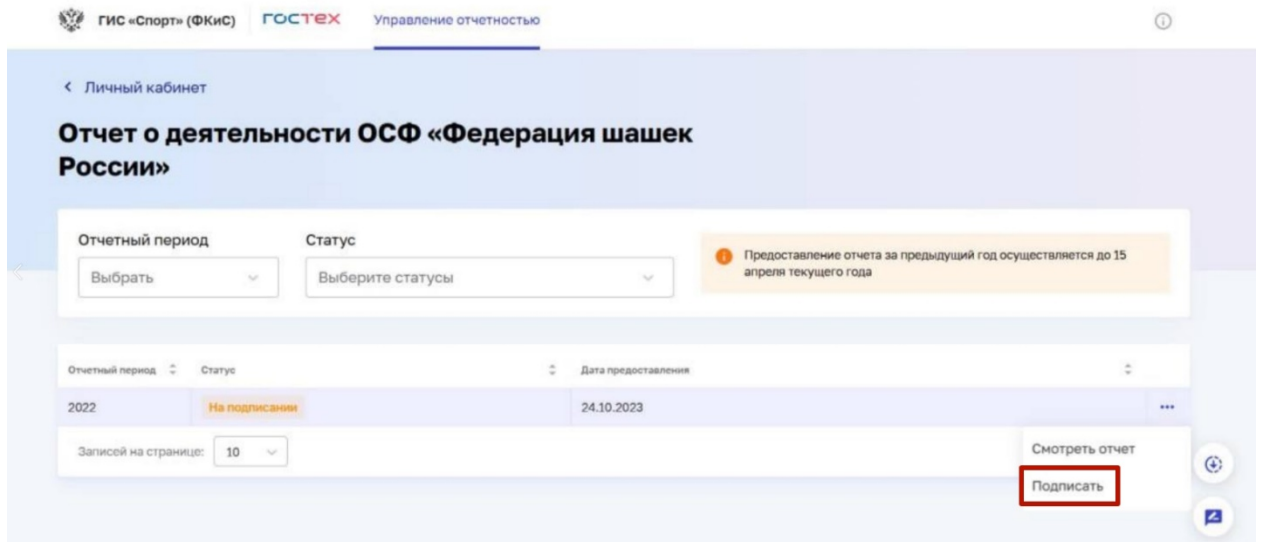 ГИС «Спорт» (ФКиС) ГОСТЕХ Управление отчетностью
Личный кабинет
Отчет о деятельности ОСФ «Федерация шашек
России»
Отчетный период Статус
Предоставление отчета за предыдущий год осуществляется до 15
апреля текущего года
Выбрать Выберите статусы
Отчетный период Статус Дата предоставления
2022 На подписании 24.10.2023
Записей на странице: 10
Смотреть отчет
Подписать